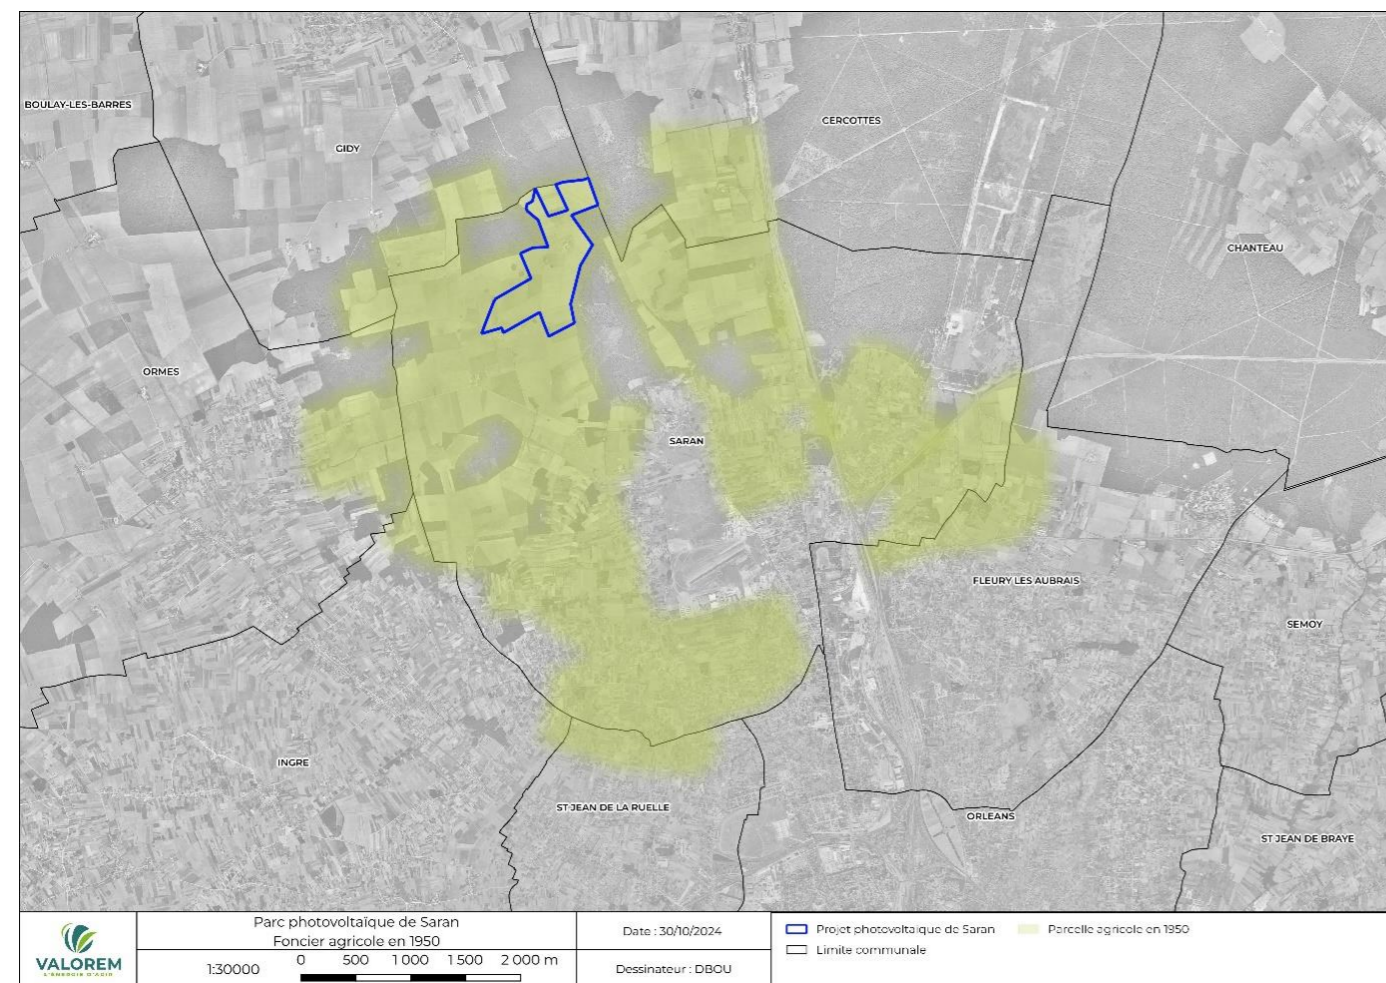 BOULAY-LES-BARRES
CERCOTTES
GIDY
CHANTEAU
ORMES
SARAN
FLEURY LES AUBRAIS
SEMOY
INGRE
ST JEAN DE LA RUELLE
ORLEANS
ST JEAN DE BRAYE
VALOREM
L'ÉNERGIE D'AGIR
Parc photovoltaïque de Saran
Foncier agricole en 1950
1:30000
0 500 1 000 1 500 2 000 m
Date : 30/10/2024
Dessinateur : DBOU
Projet photovoltaïque de Saran
Parcelle agricole en 1950
Limite communale